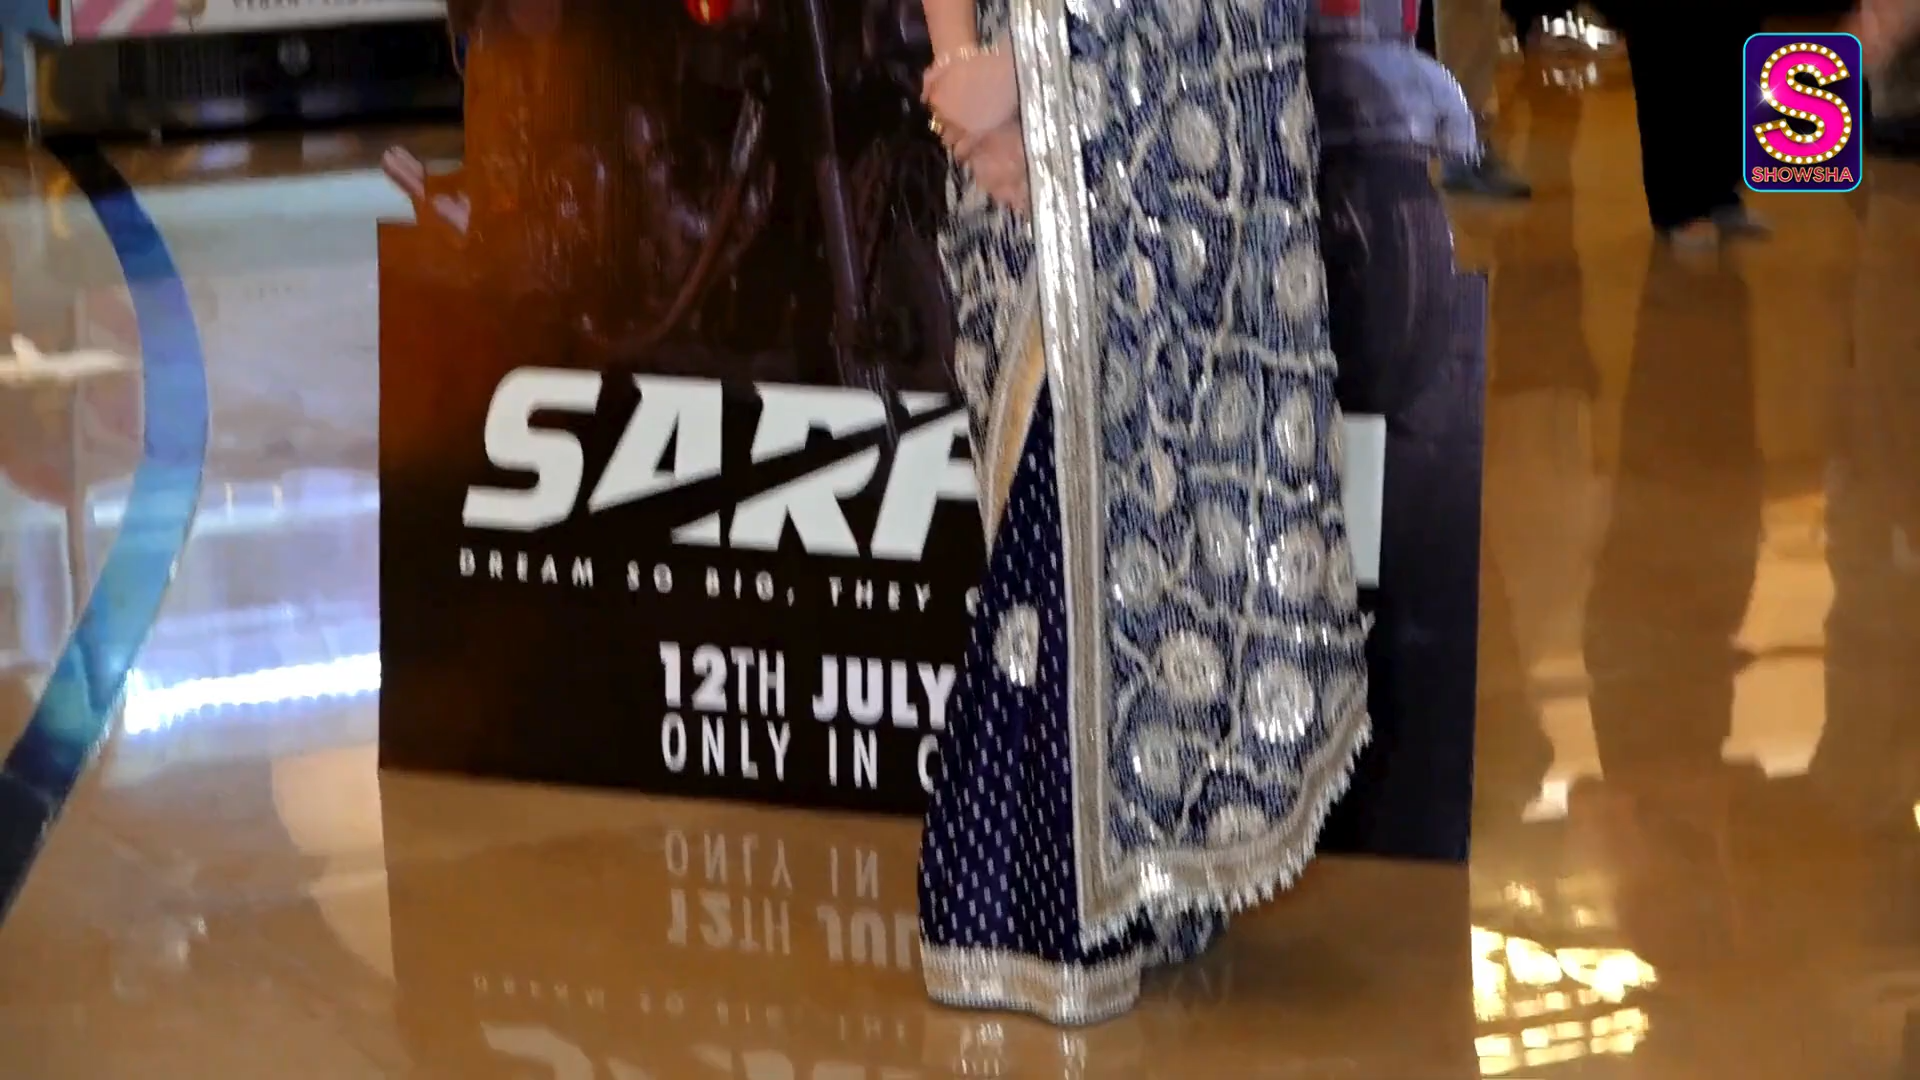 S
SHOWSHA
SARF
DREAM SO BIG, THEY
12TH JULY
ONLY IN